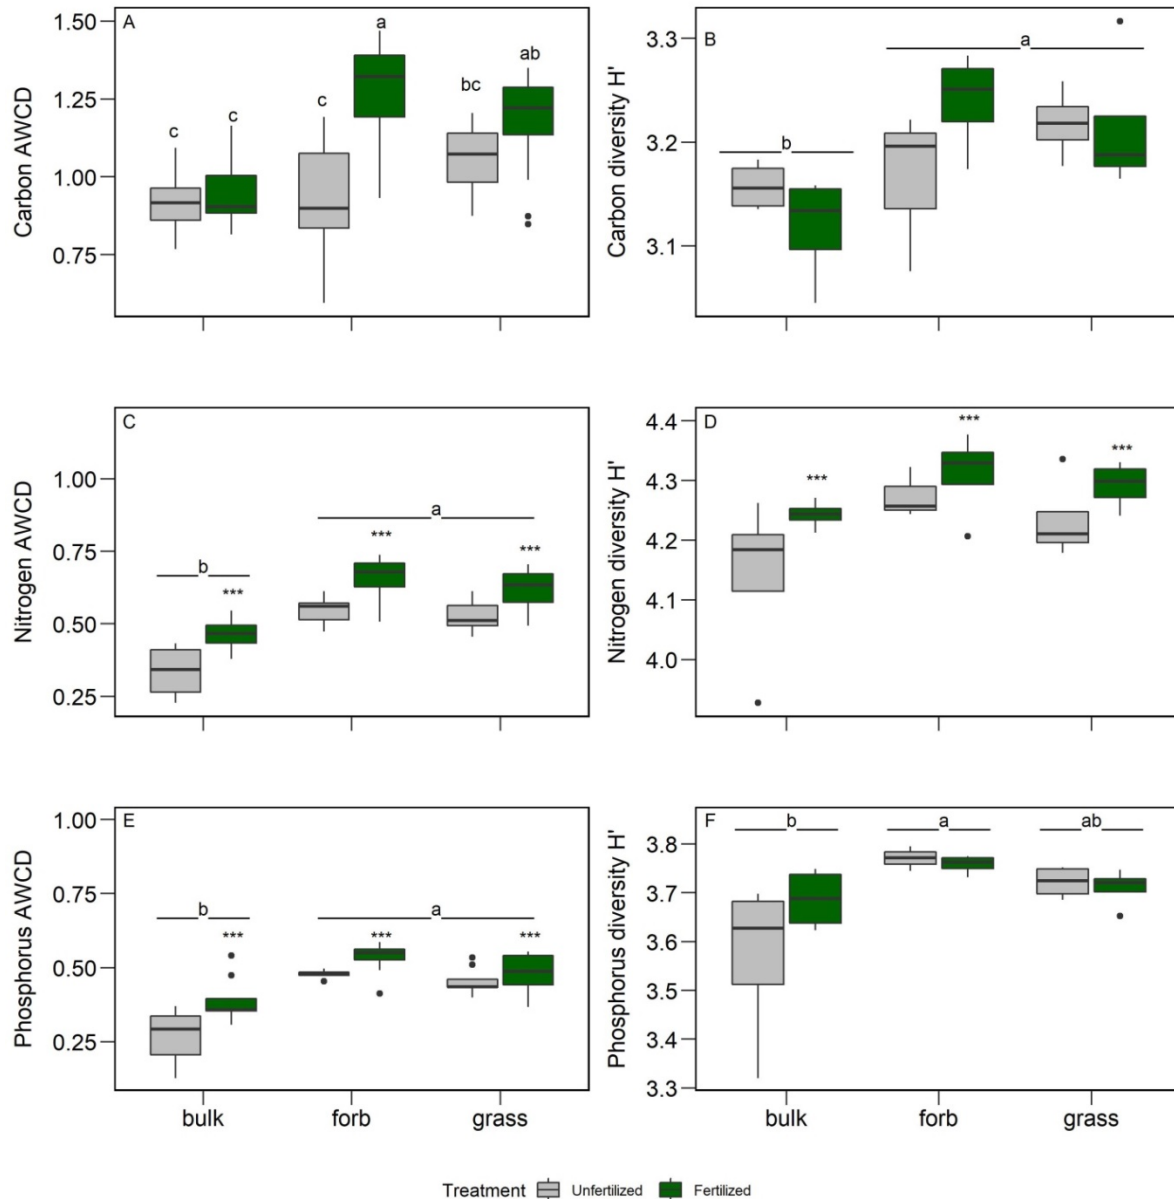 A
Carbon AWCD
1.50
1.25
1.00
0.75
c
c
c
a
bc
ab
B
Carbon diversity H'
3.3
3.2
3.1
b
a
C
Nitrogen AWCD
1.00
0.75
0.50
0.25
b
***
a
***
***
D
Nitrogen diversity H'
4.4
4.3
4.2
4.1
4.0
***
***
***
E
Phosphorus AWCD
1.00
0.75
0.50
0.25
b
***
a
***
***
bulk
forb
grass
F
Phosphorus diversity H'
3.8
3.7
3.6
3.5
3.4
3.3
b
a
ab
bulk
forb
grass
Treatment Unfertilized Fertilized